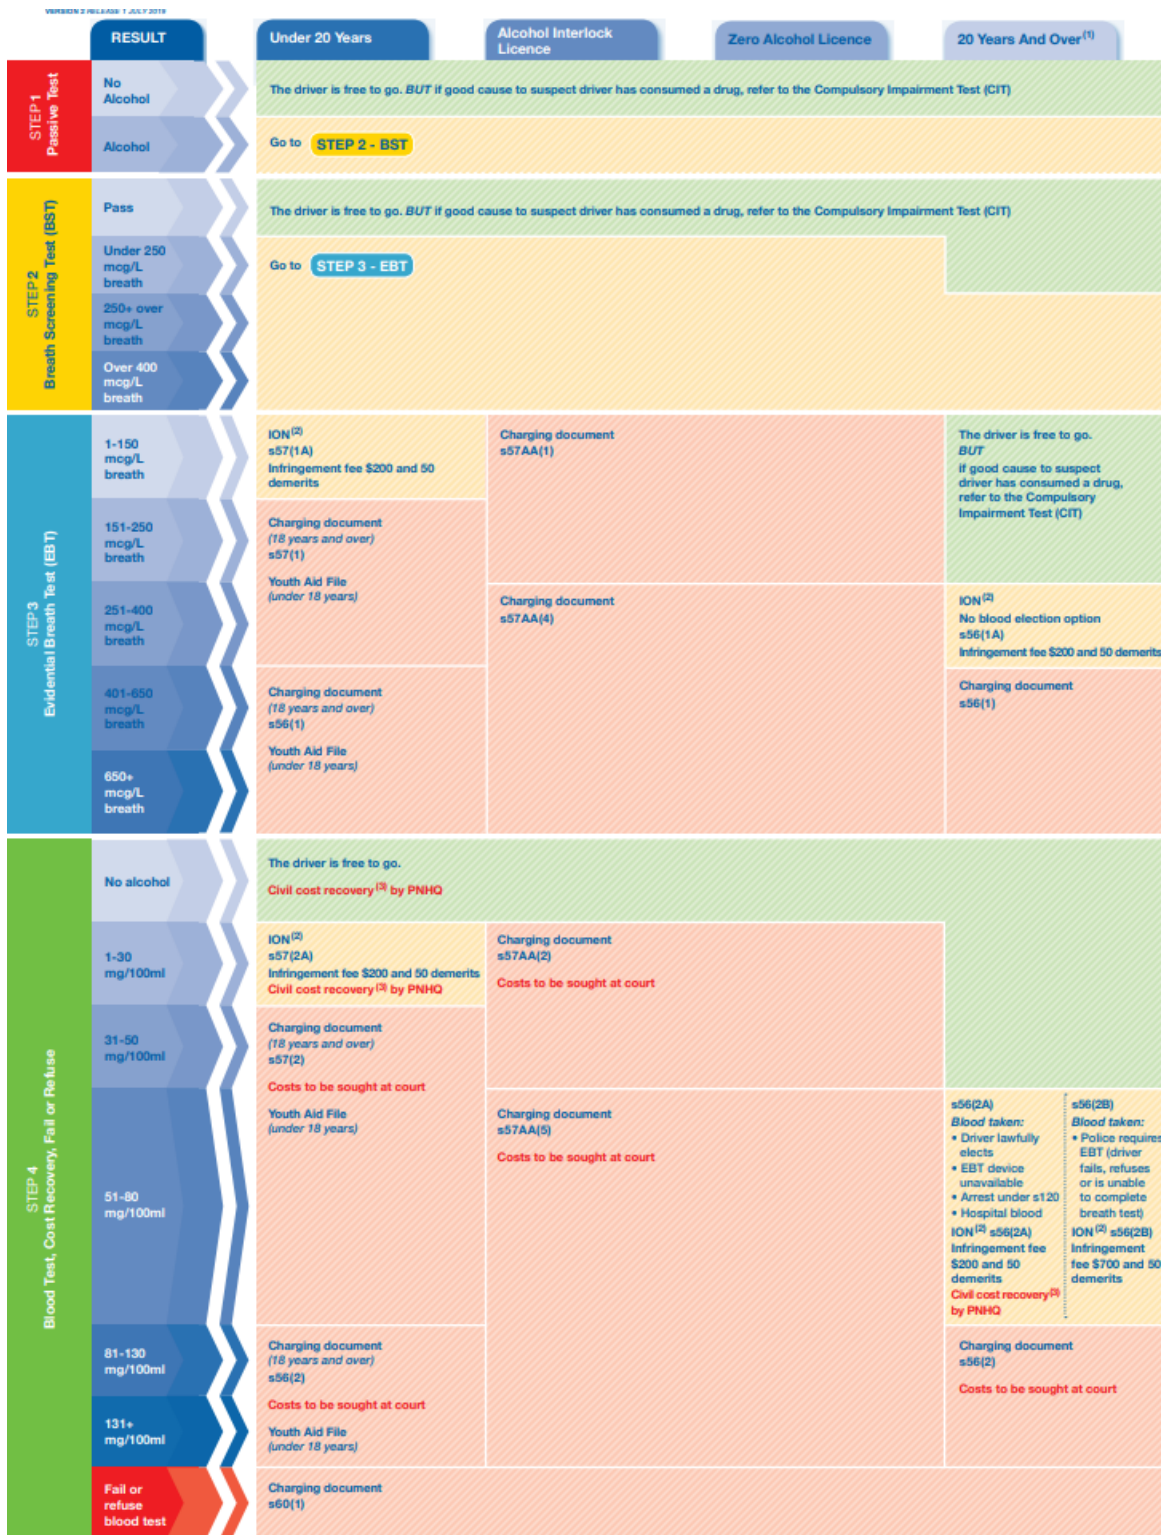 VERSION 2 RELEASE 1 JULY 2019
RESULT
Under 20 Years
Alcohol Interlock
Licence
Zero Alcohol Licence
20 Years And Over(1)
STEP 1
Passive Test
No
Alcohol
The driver is free to go. BUT if good cause to suspect driver has consumed a drug, refer to the Compulsory Impairment Test (CIT)
Alcohol
Go to STEP 2 - BST
STEP 2
Breath Screening Test (BST)
Pass
The driver is free to go. BUT if good cause to suspect driver has consumed a drug, refer to the Compulsory Impairment Test (CIT)
Under 250
mcg/L
breath
Go to STEP 3 - EBT
250+ over
mcg/L
breath
Over 400
mcg/L
breath
STEP 3
Evidential Breath Test (EBT)
1-150
mcg/L
breath
ION(2)
s57(1A)
Infringement fee $200 and 50
demerits
Charging document
s57AA(1)
The driver is free to go.
BUT
if good cause to suspect
driver has consumed a drug,
refer to the Compulsory
Impairment Test (CIT)
151-250
mcg/L
breath
Charging document
(18 years and over)
s57(1)
Youth Aid File
(under 18 years)
251-400
mcg/L
breath
Charging document
s57AA(4)
ION(2)
No blood election option
s56(1A)
Infringement fee $200 and 50 demerits
401-650
mcg/L
breath
Charging document
(18 years and over)
s56(1)
Youth Aid File
(under 18 years)
Charging document
s56(1)
650+
mcg/L
breath
STEP 4
Blood Test, Cost Recovery, Fail or Refuse
No alcohol
The driver is free to go.
Civil cost recovery(3) by PNHQ
1-30
mg/100ml
ION(2)
s57(2A)
Infringement fee $200 and 50 demerits
Civil cost recovery(3) by PNHQ
Charging document
s57AA(2)
Costs to be sought at court
31-50
mg/100ml
Charging document
(18 years and over)
s57(2)
Costs to be sought at court
Youth Aid File
(under 18 years)
51-80
mg/100ml
Charging document
s57AA(5)
Costs to be sought at court
s56(2A)
Blood taken:
• Driver lawfully
elects
• EBT device
unavailable
• Arrest under s120
• Hospital blood
ION(2) s56(2A)
Infringement fee
$200 and 50
demerits
Civil cost recovery(3)
by PNHQ
s56(2B)
Blood taken:
• Police requires
EBT (driver
fails, refuses
or is unable
to complete
breath test)
ION(2) s56(2B)
Infringement
fee $700 and 50
demerits
81-130
mg/100ml
Charging document
(18 years and over)
s56(2)
Costs to be sought at court
Youth Aid File
(under 18 years)
Charging document
s56(2)
Costs to be sought at court
131+
mg/100ml
Fail or
refuse
blood test
Charging document
s60(1)